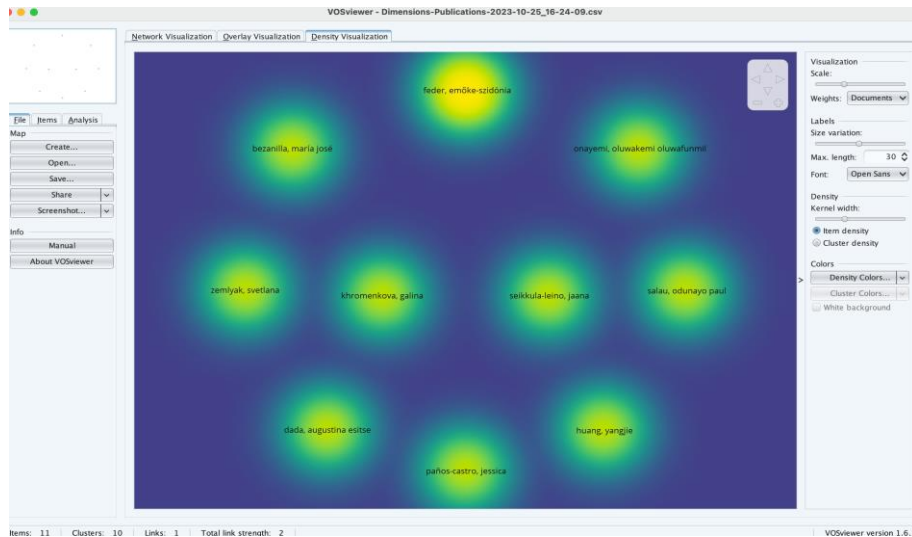 VOSviewer - Dimensions-Publications-2023-10-25_16-24-09.csv
Network Visualization Overlay Visualization Density Visualization
File Items Analysis
Map
Create...
Open...
Save...
Share
Screenshot...
Info
Manual
About VOSviewer
feder, emőke-szidónia
bezanilla, maría josé
onayemi, oluwakemi oluwafunmil
zemlyak, svetlana
khromenkova, galina
seikkula-leino, jaana
salau, odunayo paul
dada, augustina esitse
huang, yangjie
paños-castro, jessica
>
Visualization
Scale:
Weights: Documents
Labels
Size variation:
Max. length: 30
Font: Open Sans
Density
Kernel width:
Item density
Cluster density
Colors
Density Colors...
Cluster Colors...
White background
Items: 11 Clusters: 10 Links: 1 Total link strength: 2 VOSviewer version 1.6.